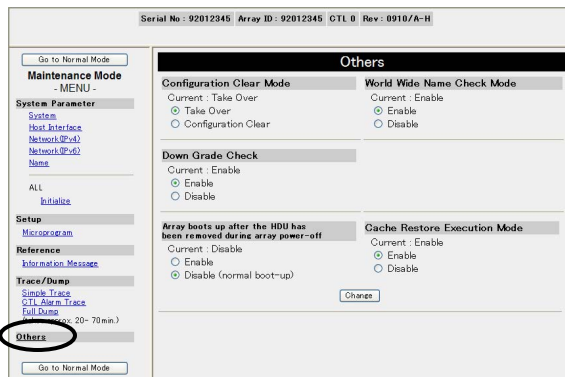 Serial No : 92012345 Array ID : 92012345 CTL 0 Rev : 0910/A-H
Go to Normal Mode
Maintenance Mode
- MENU -
System Parameter
System
Host Interface
Network(IPv4)
Network(IPv6)
Name
ALL
Initialize
Setup
Microprogram
Reference
Information Message
Trace/Dump
Simple Trace
CTL Alarm Trace
Full Dump
prox. 20- 70min.)
Others
Go to Normal Mode
Others
Configuration Clear Mode
Current : Take Over
Take Over
Configuration Clear
World Wide Name Check Mode
Current : Enable
Enable
Disable
Down Grade Check
Current : Enable
Enable
Disable
Array boots up after the HDU has
been removed during array power-off
Current : Disable
Enable
Disable (normal boot-up)
Cache Restore Execution Mode
Current : Enable
Enable
Disable
Change